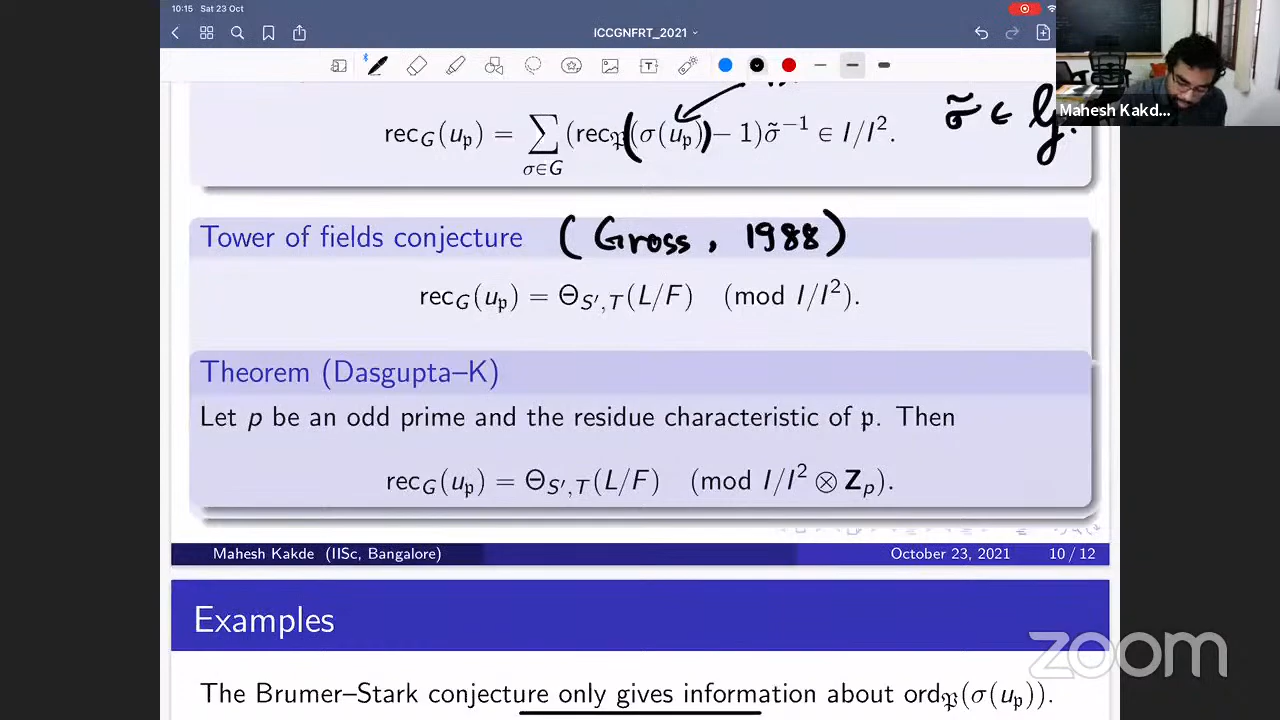 10:15 Sat 23 Oct
ICCGNFRT_2021
Mahesh Kakd...
rec_G(u_𝔭) = ∑_{σ∈G} (rec_𝔓(σ(u_𝔭)) − 1)σ̃^{−1} ∈ I/I². σ̃ ∈ 𝒢.
Tower of fields conjecture (Gross, 1988)
rec_G(u_𝔭) = Θ_{S′,T}(L/F) (mod I/I²).
Theorem (Dasgupta–K)
Let p be an odd prime and the residue characteristic of 𝔭. Then
rec_G(u_𝔭) = Θ_{S′,T}(L/F) (mod I/I² ⊗ Z_p).
Mahesh Kakde (IISc, Bangalore) October 23, 2021 10 / 12
Examples
zoom
The Brumer–Stark conjecture only gives information about ord_𝔓(σ(u_𝔭)).